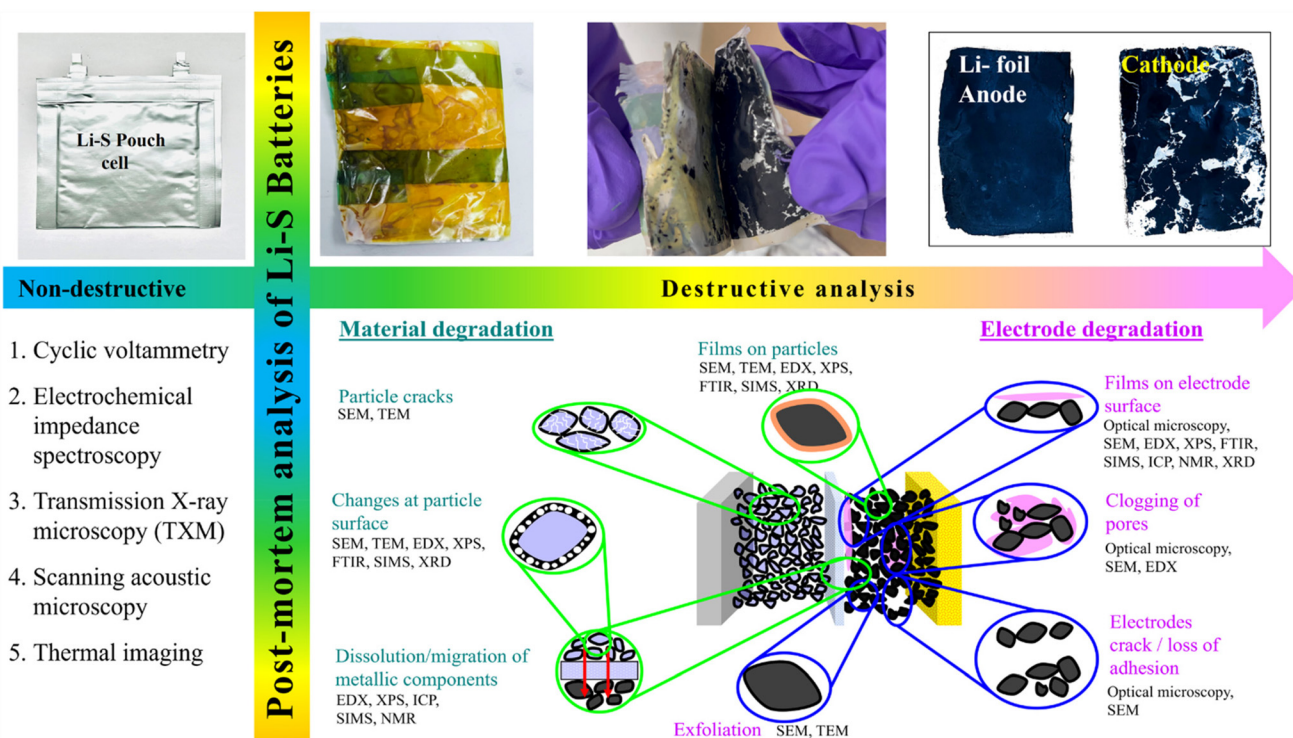 Li-S Pouch
cell
Post-mortem analysis of Li-S Batteries
Li- foil
Anode
Cathode
Non-destructive
Destructive analysis
1. Cyclic voltammetry
2. Electrochemical
impedance
spectroscopy
3. Transmission X-ray
microscopy (TXM)
4. Scanning acoustic
microscopy
5. Thermal imaging
Material degradation
Particle cracks
SEM, TEM
Changes at particle
surface
SEM, TEM, EDX, XPS,
FTIR, SIMS, XRD
Dissolution/migration of
metallic components
EDX, XPS, ICP,
SIMS, NMR
Films on particles
SEM, TEM, EDX, XPS,
FTIR, SIMS, XRD
Exfoliation SEM, TEM
Electrode degradation
Films on electrode
surface
Optical microscopy,
SEM, EDX, XPS, FTIR,
SIMS, ICP, NMR, XRD
Clogging of
pores
Optical microscopy,
SEM, EDX
Electrodes
crack / loss of
adhesion
Optical microscopy,
SEM